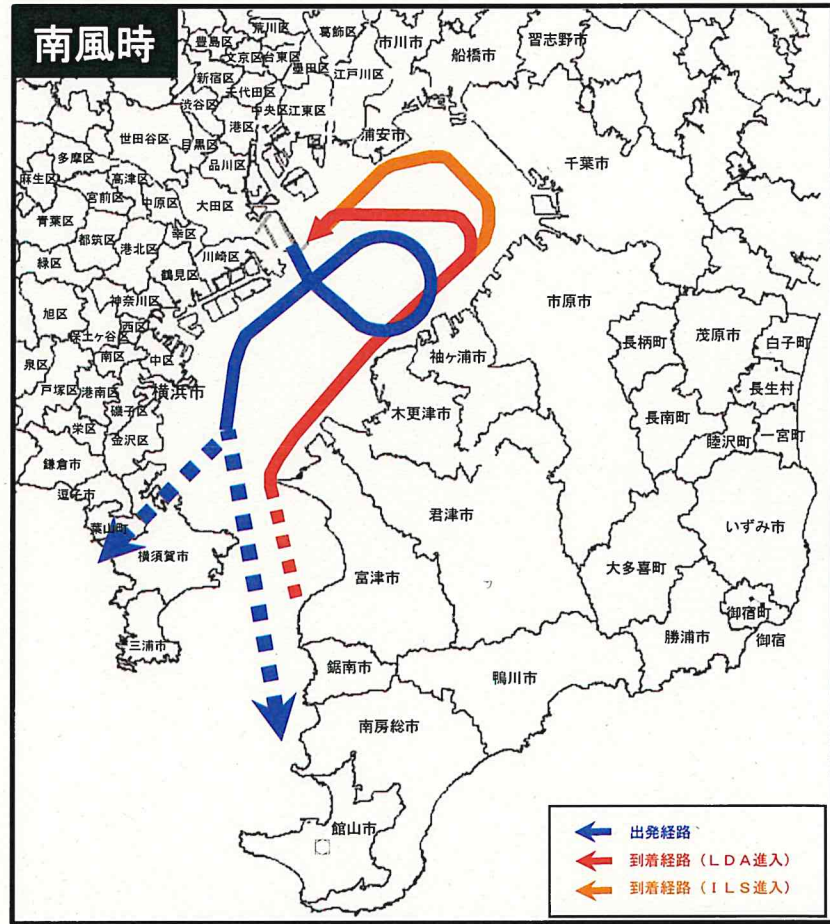 南風時
荒川区
葛飾区
豊島区
文京区
台東区
墨田区
市川市
船橋市
習志野市
新宿区
千代田区
江戸川区
渋谷区
中央区
江東区
港区
浦安市
世田谷区
目黒区
品川区
千葉市
多摩区
麻生区
高津区
宮前区
中原区
大田区
青葉区
都筑区
港北区
幸区
川崎区
緑区
鶴見区
神奈川区
旭区
西区
保土ヶ谷区
市原市
泉区
南区
中区
横浜市
長柄町
茂原市
白子町
袖ヶ浦市
戸塚区
港南区
磯子区
木更津市
長生村
長南町
栄区
金沢区
睦沢町
一宮町
鎌倉市
逗子市
君津市
いずみ市
葉山町
横須賀市
富津市
大多喜町
御宿町
御宿
勝浦市
三浦市
鋸南市
鴨川市
南房総市
館山市
出発経路
到着経路（ＬＤＡ進入）
到着経路（ＩＬＳ進入）